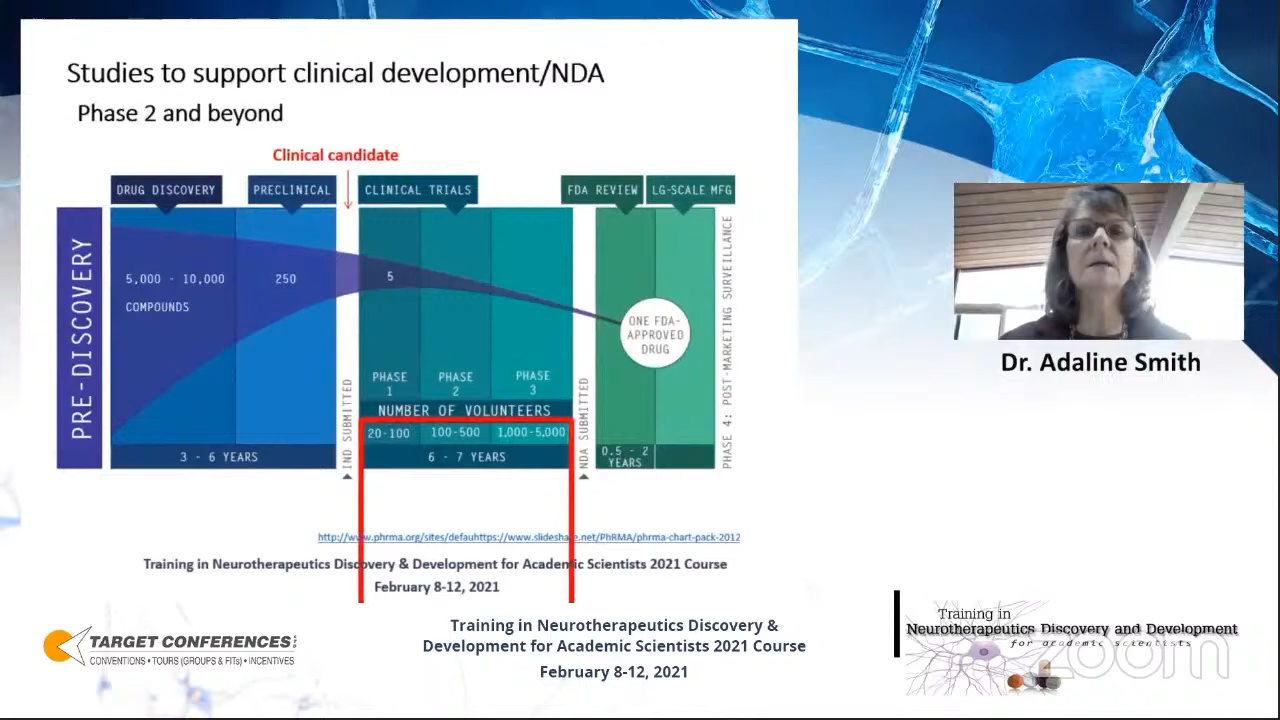 Studies to support clinical development/NDA
Phase 2 and beyond
Clinical candidate
DRUG DISCOVERY
PRECLINICAL
CLINICAL TRIALS
FDA REVIEW
LG-SCALE MFG
PRE-DISCOVERY
5,000 - 10,000
COMPOUNDS
250
5
ONE FDA-
APPROVED
DRUG
PHASE
1
PHASE
2
PHASE
3
NUMBER OF VOLUNTEERS
20-100
100-500
1,000-5,000
3 - 6 YEARS
IND SUBMITTED
6 - 7 YEARS
NDA SUBMITTED
0.5 - 2
YEARS
PHASE 4: POST-MARKETING SURVEILLANCE
http://www.phrma.org/sites/defauhttps://www.slideshare.net/PhRMA/phrma-chart-pack-2012
Training in Neurotherapeutics Discovery & Development for Academic Scientists 2021 Course
February 8-12, 2021
Dr. Adaline Smith
TARGET CONFERENCES
CONVENTIONS • TOURS (GROUPS & FITs) • INCENTIVES
Training in Neurotherapeutics Discovery &
Development for Academic Scientists 2021 Course
February 8-12, 2021
Training in
Neurotherapeutics Discovery and Development
for academic scientists
zoom